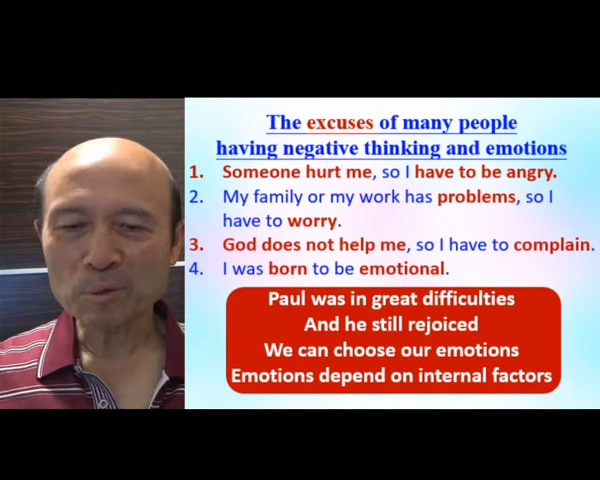 The excuses of many people
having negative thinking and emotions
1. Someone hurt me, so I have to be angry.
2. My family or my work has problems, so I
have to worry.
3. God does not help me, so I have to complain.
4. I was born to be emotional.
Paul was in great difficulties
And he still rejoiced
We can choose our emotions
Emotions depend on internal factors